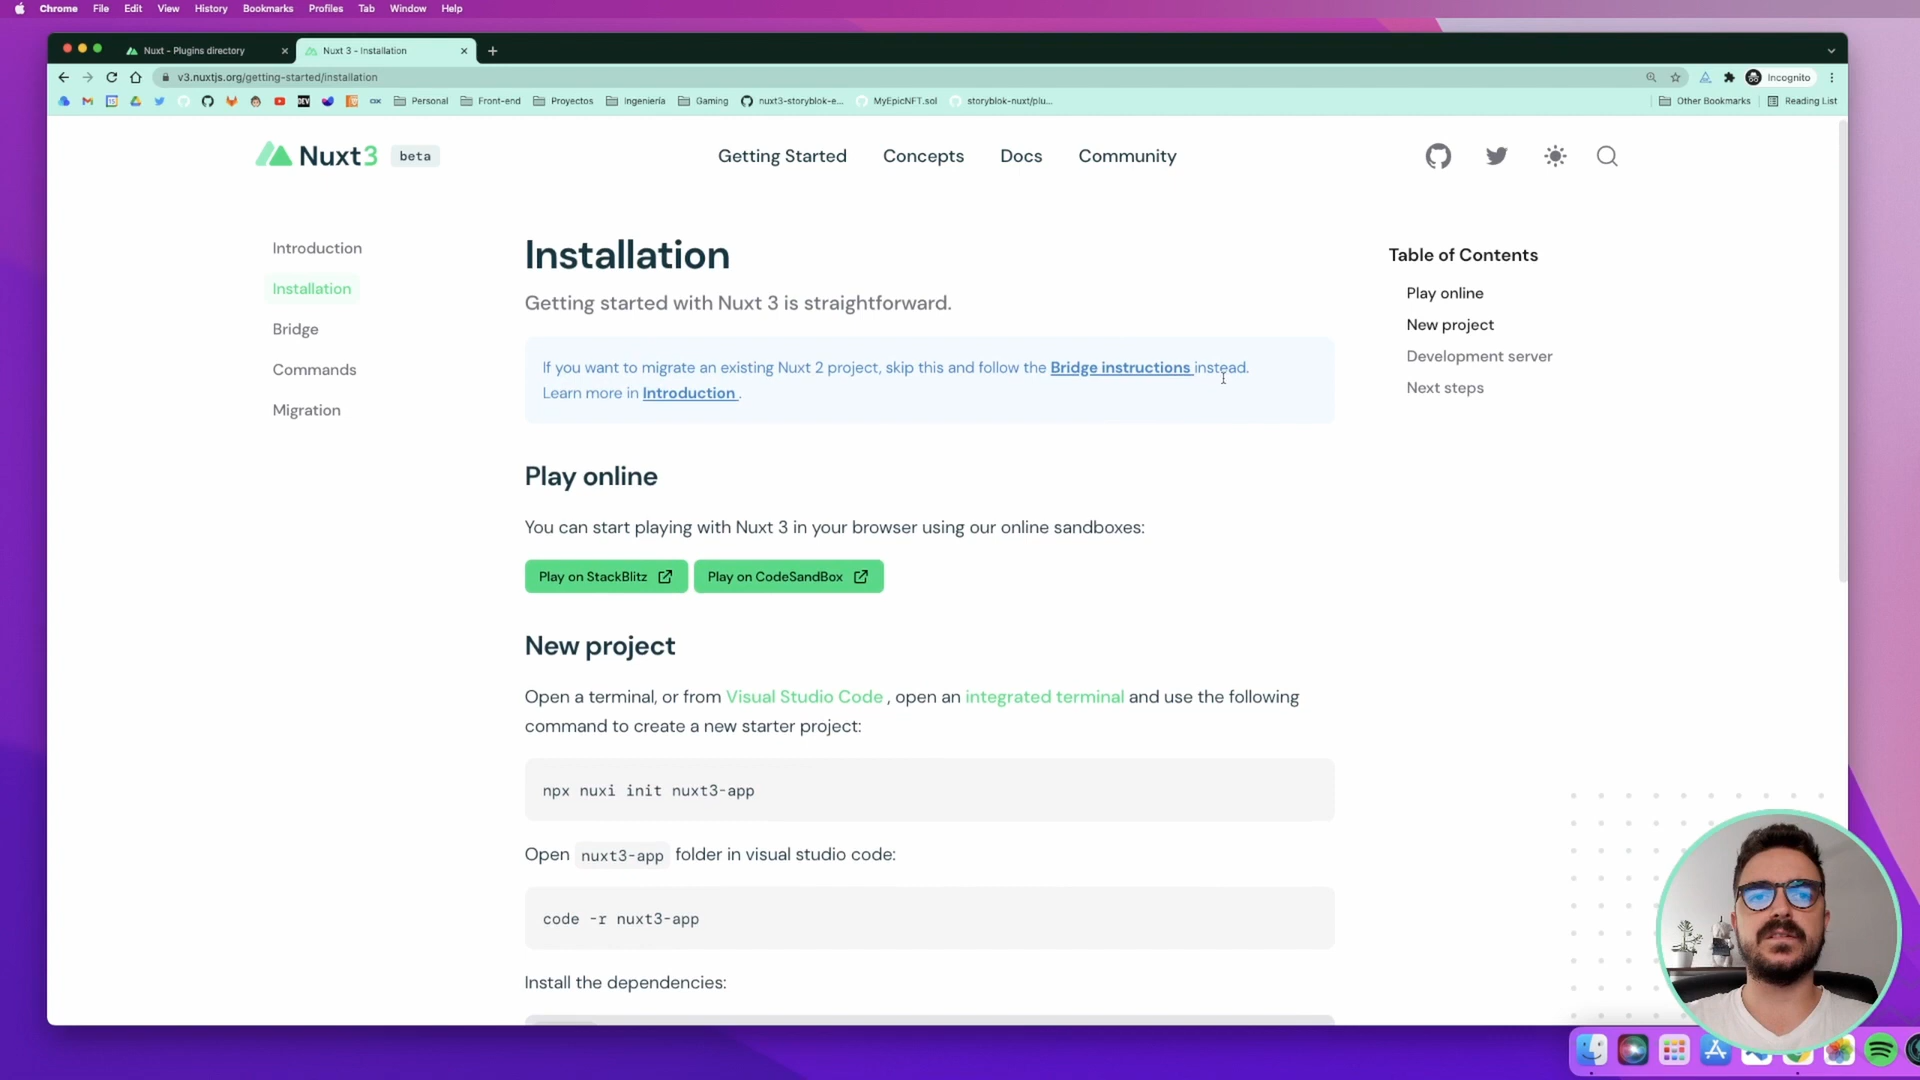 Chrome File Edit View History Bookmarks Profiles Tab Window Help
Nuxt - Plugins directory
Nuxt 3 - Installation
v3.nuxtjs.org/getting-started/installation
Incognito
DEV
Personal
Front-end
Proyectos
Ingeniería
Gaming
nuxt3-storyblok-e...
MyEpicNFT.sol
storyblok-nuxt/plu...
Other Bookmarks
Reading List
Nuxt3 beta
Getting Started
Concepts
Docs
Community
Introduction
Installation
Bridge
Commands
Migration
Installation
Getting started with Nuxt 3 is straightforward.
If you want to migrate an existing Nuxt 2 project, skip this and follow the Bridge instructions instead.
Learn more in Introduction .
Play online
You can start playing with Nuxt 3 in your browser using our online sandboxes:
Play on StackBlitz
Play on CodeSandBox
New project
Open a terminal, or from Visual Studio Code , open an integrated terminal and use the following
command to create a new starter project:
npx nuxi init nuxt3-app
Open nuxt3-app folder in visual studio code:
code -r nuxt3-app
Install the dependencies:
Table of Contents
Play online
New project
Development server
Next steps